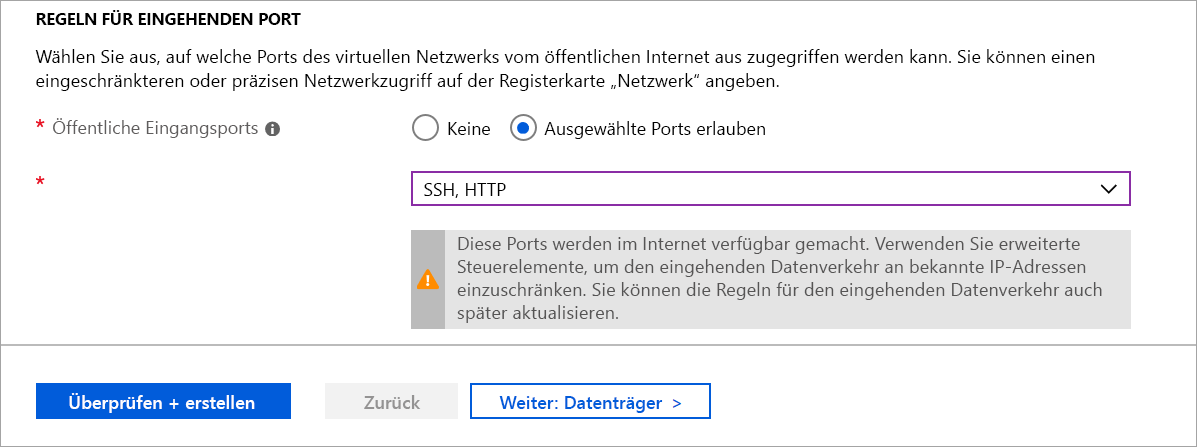 REGELN FÜR EINGEHENDEN PORT
Wählen Sie aus, auf welche Ports des virtuellen Netzwerks vom öffentlichen Internet aus zugegriffen werden kann. Sie können einen
eingeschränkteren oder präzisen Netzwerkzugriff auf der Registerkarte „Netzwerk“ angeben.
* Öffentliche Eingangsports
Keine
Ausgewählte Ports erlauben
*
SSH, HTTP
Diese Ports werden im Internet verfügbar gemacht. Verwenden Sie erweiterte
Steuerelemente, um den eingehenden Datenverkehr an bekannte IP-Adressen
einzuschränken. Sie können die Regeln für den eingehenden Datenverkehr auch
später aktualisieren.
Überprüfen + erstellen
Zurück
Weiter: Datenträger >